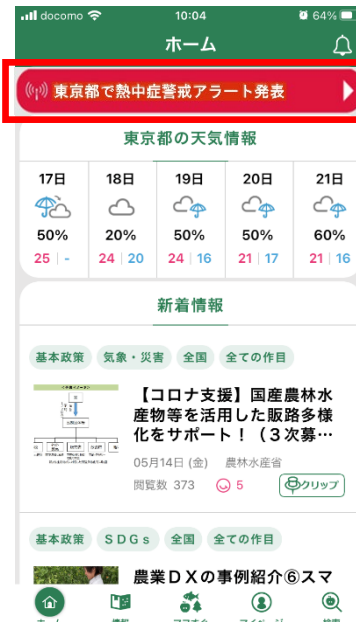 docomo 10:04 64%
ホーム
東京都で熱中症警戒アラート発表
東京都の天気情報
17日 18日 19日 20日 21日
50% 20% 50% 50% 60%
25 | - 24 | 20 24 | 16 21 | 17 21 | 16
新着情報
基本政策 気象・災害 全国 全ての作目
【コロナ支援】国産農林水
産物等を活用した販路多様
化をサポート！（３次募…
05月14日 (金) 農林水産省
閲覧数 373 5 クリップ
基本政策 ＳＤＧｓ 全国 全ての作目
農業ＤＸの事例紹介⑥スマ